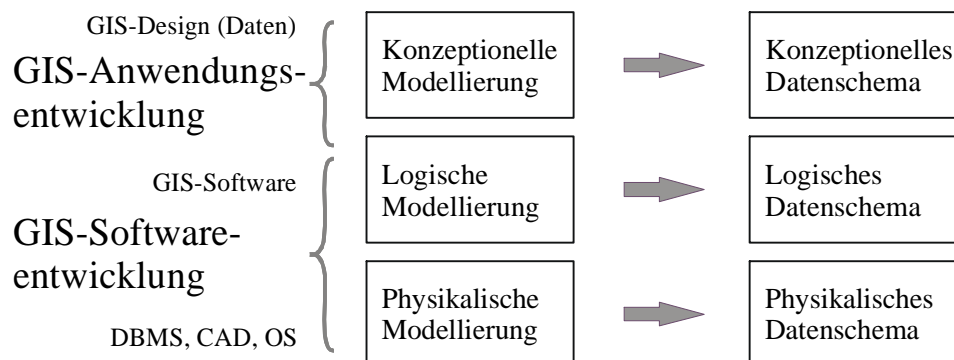 GIS-Design (Daten)
GIS-Anwendungs-
entwicklung
Konzeptionelle
Modellierung
Konzeptionelles
Datenschema
GIS-Software
GIS-Software-
entwicklung
Logische
Modellierung
Logisches
Datenschema
DBMS, CAD, OS
Physikalische
Modellierung
Physikalisches
Datenschema